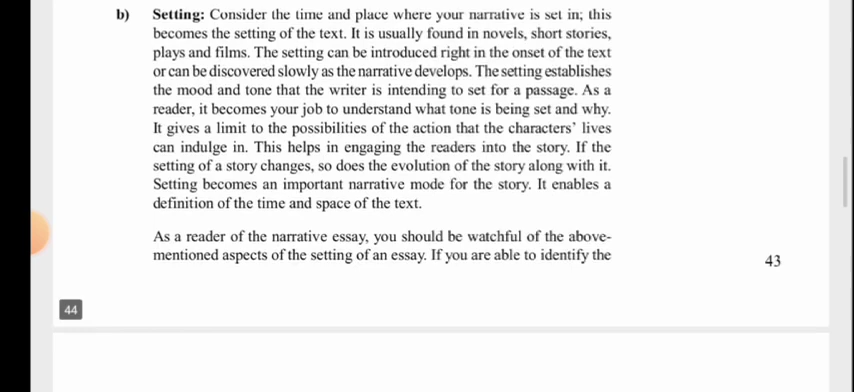 b) Setting: Consider the time and place where your narrative is set in; this
becomes the setting of the text. It is usually found in novels, short stories,
plays and films. The setting can be introduced right in the onset of the text
or can be discovered slowly as the narrative develops. The setting establishes
the mood and tone that the writer is intending to set for a passage. As a
reader, it becomes your job to understand what tone is being set and why.
It gives a limit to the possibilities of the action that the characters’ lives
can indulge in. This helps in engaging the readers into the story. If the
setting of a story changes, so does the evolution of the story along with it.
Setting becomes an important narrative mode for the story. It enables a
definition of the time and space of the text.
As a reader of the narrative essay, you should be watchful of the above-
mentioned aspects of the setting of an essay. If you are able to identify the
43
44